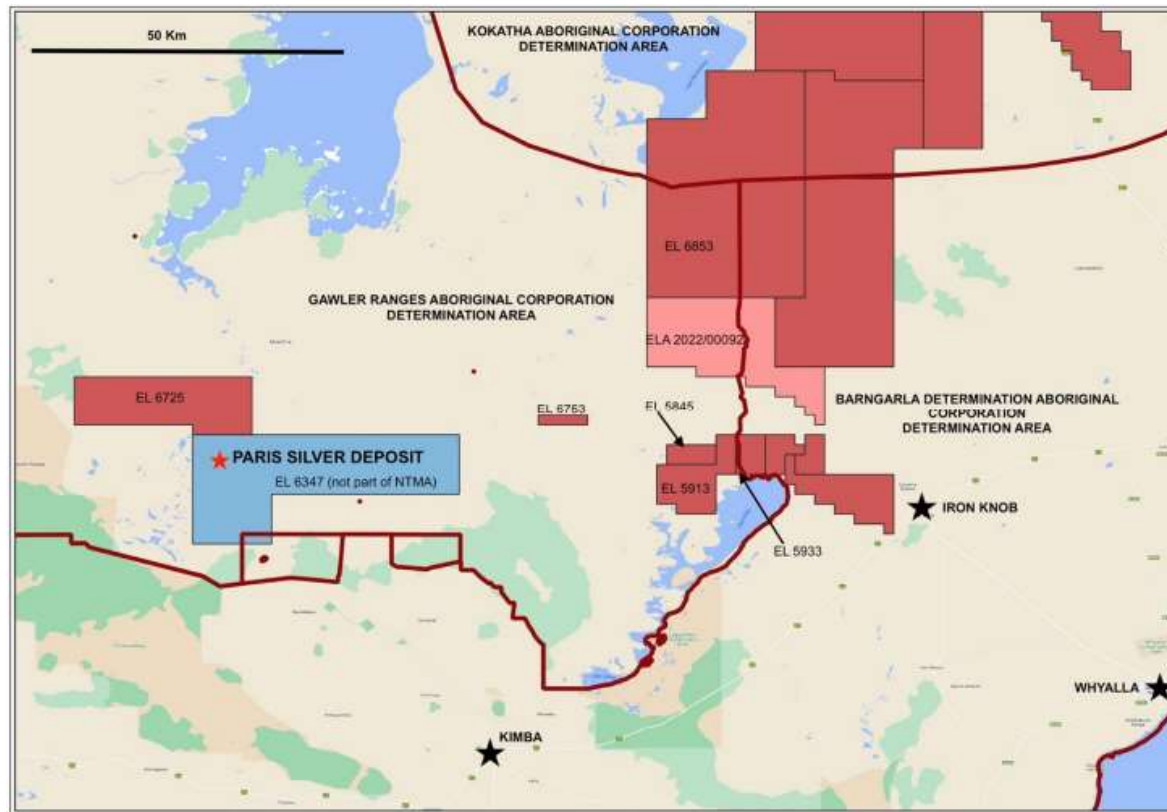 50 Km
KOKATHA ABORIGINAL CORPORATION
DETERMINATION AREA
EL 6853
GAWLER RANGES ABORIGINAL CORPORATION
DETERMINATION AREA
ELA 2022/00092
EL 6725
EL 6763
EL 5845
BARNGARLA DETERMINATION ABORIGINAL
CORPORATION
DETERMINATION AREA
PARIS SILVER DEPOSIT
EL 6347 (not part of NTMA)
EL 5913
IRON KNOB
EL 5933
WHYALLA
KIMBA